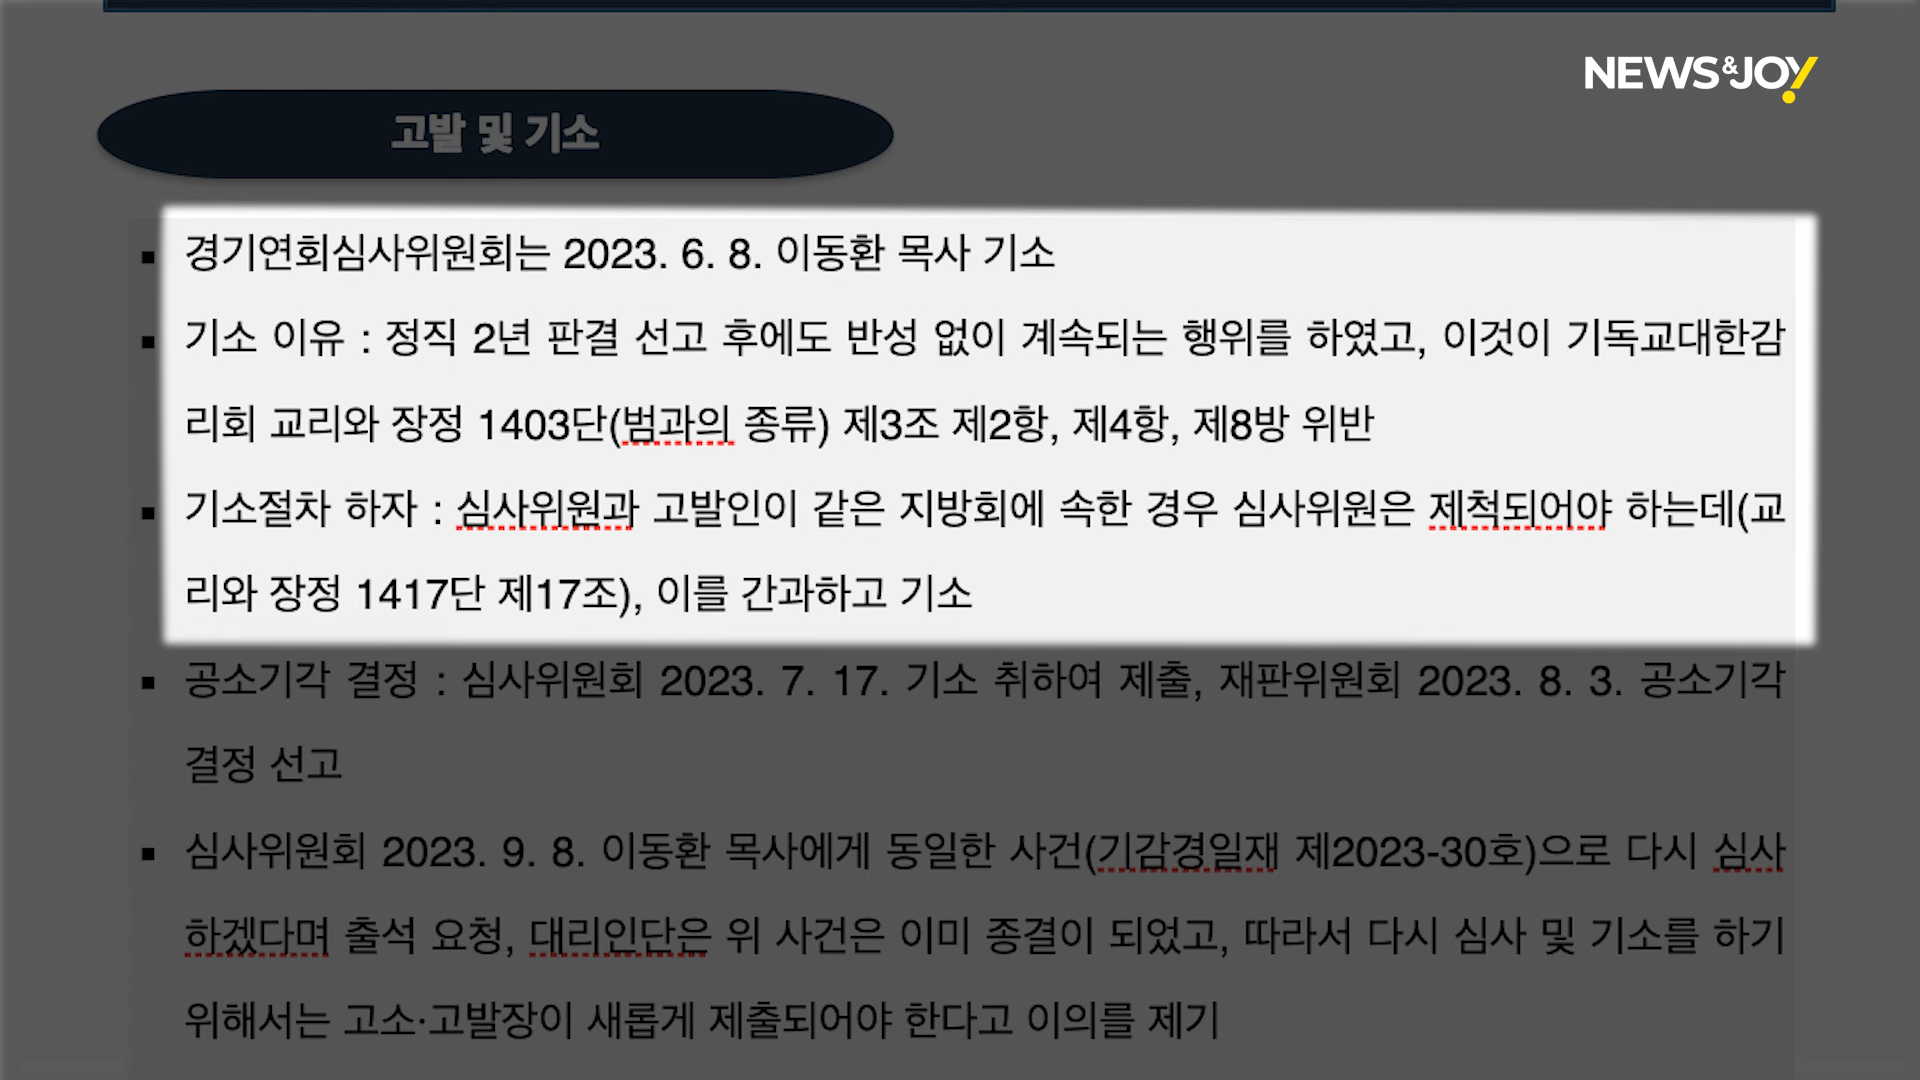 NEWS&JOY
고발 및 기소
▪ 경기연회심사위원회는 2023. 6. 8. 이동환 목사 기소
▪ 기소 이유 : 정직 2년 판결 선고 후에도 반성 없이 계속되는 행위를 하였고, 이것이 기독교대한감
리회 교리와 장정 1403단(범과의 종류) 제3조 제2항, 제4항, 제8방 위반
▪ 기소절차 하자 : 심사위원과 고발인이 같은 지방회에 속한 경우 심사위원은 제척되어야 하는데(교
리와 장정 1417단 제17조), 이를 간과하고 기소
▪ 공소기각 결정 : 심사위원회 2023. 7. 17. 기소 취하여 제출, 재판위원회 2023. 8. 3. 공소기각
결정 선고
▪ 심사위원회 2023. 9. 8. 이동환 목사에게 동일한 사건(기감경일재 제2023-30호)으로 다시 심사
하겠다며 출석 요청, 대리인단은 위 사건은 이미 종결이 되었고, 따라서 다시 심사 및 기소를 하기
위해서는 고소·고발장이 새롭게 제출되어야 한다고 이의를 제기